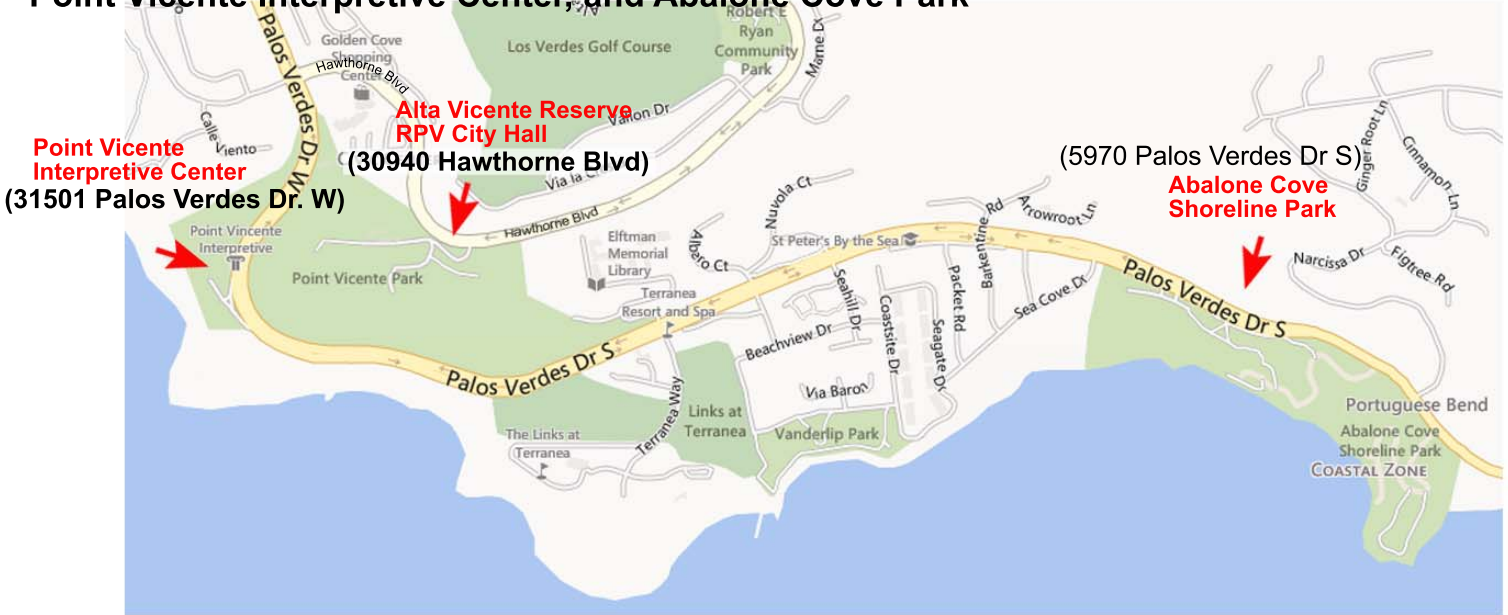 Point Vicente Interpretive Center, and Abalone Cove Park
Robert E
Ryan
Community
Park
Palos Verdes Dr W
Golden Cove
Shopping
Center
Hawthorne Blvd
Los Verdes Golf Course
Marne Dr
Alta Vicente Reserve
RPV City Hall
(30940 Hawthorne Blvd)
Calle Viento
Point Vicente
Interpretive Center
(31501 Palos Verdes Dr. W)
Via la
Hawthorne Blvd
(5970 Palos Verdes Dr S)
Abalone Cove
Shoreline Park
Ginger Root Ln
Cinnamon Ln
Nuvola Ct
Barkentine Rd
Arrowroot Ln
Point Vincente
Interpretive
Point Vicente Park
Elftman
Memorial
Library
Albaro Ct
St Peter's By the Sea
Narcissa Dr
Figtree Rd
Terranea
Resort and Spa
Seahill Dr
Coastsite Dr
Packet Rd
Sea Cove Dr
Seagate Dr
Palos Verdes Dr S
Beachview Dr
Palos Verdes Dr S
Via Baron
Terranea Way
Links at
Terranea
Vanderlip Park
The Links at
Terranea
Portuguese Bend
Abalone Cove
Shoreline Park
COASTAL ZONE